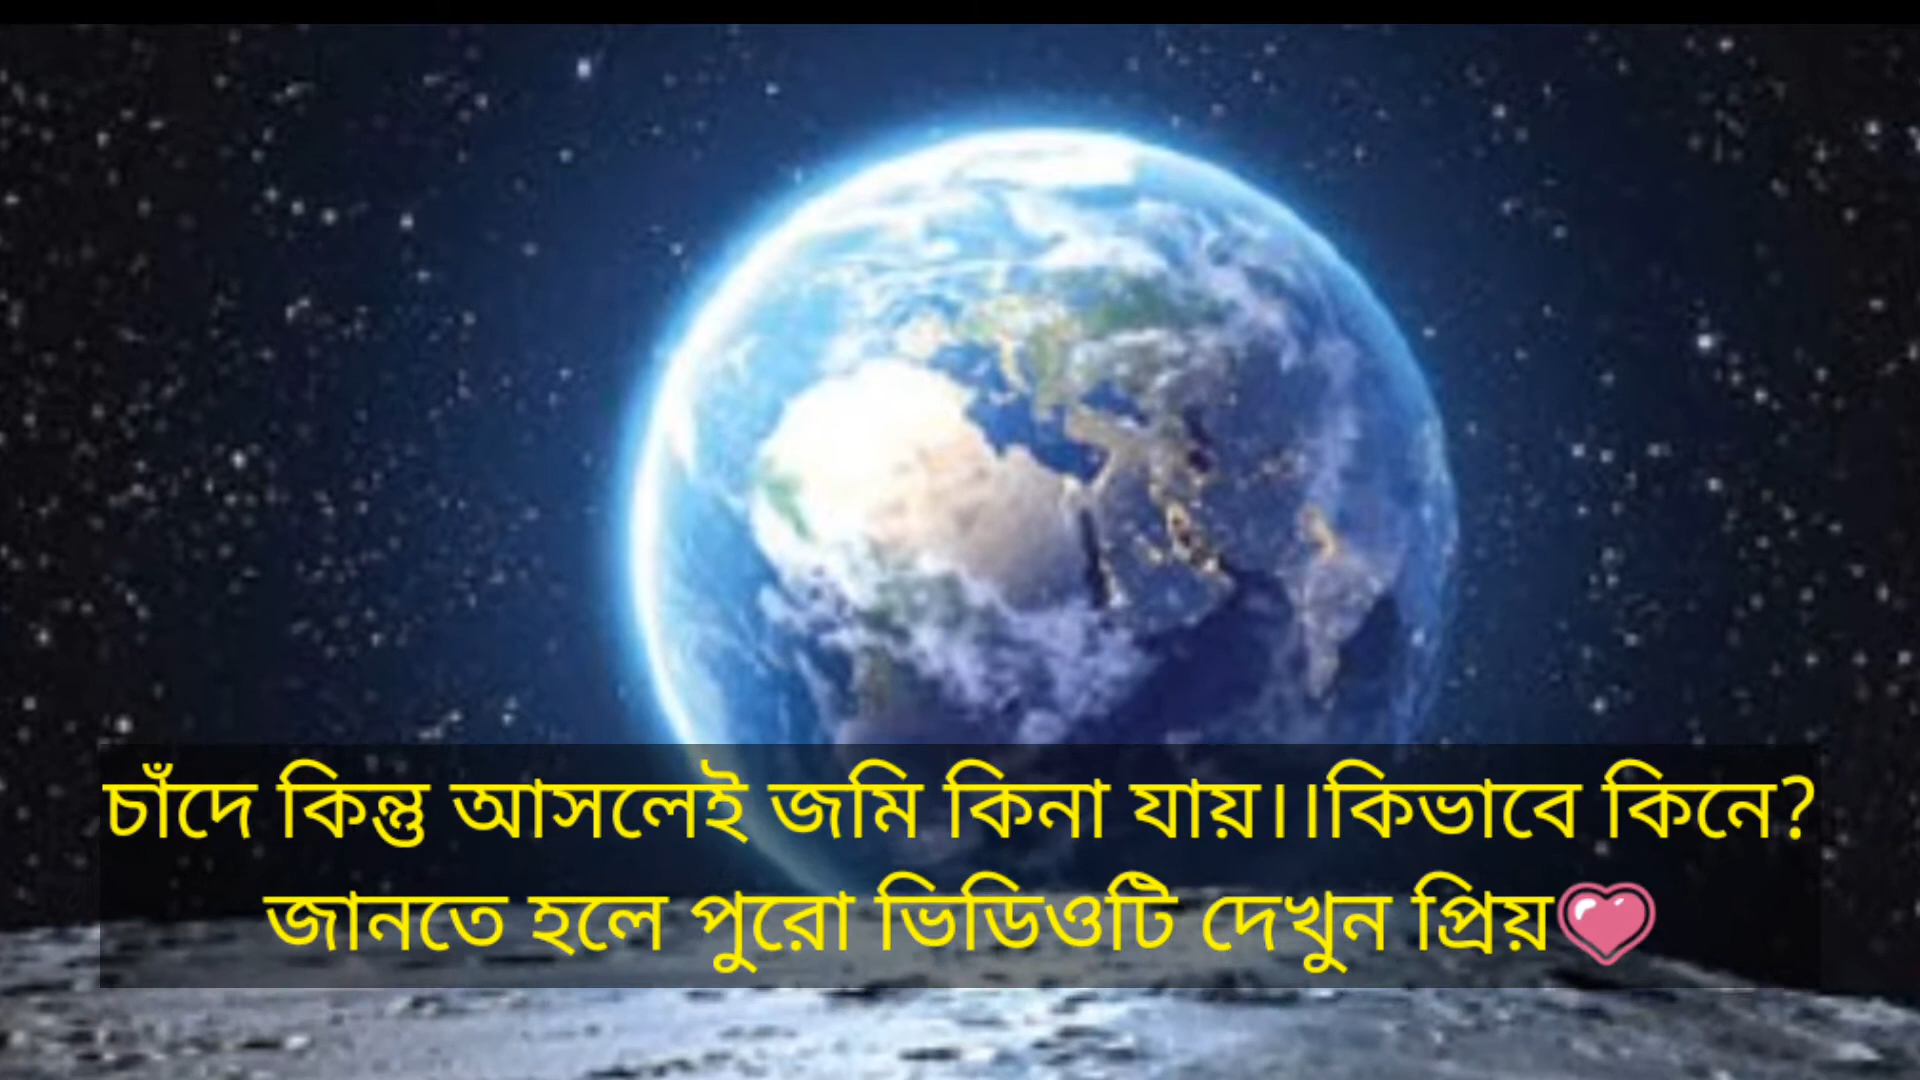 চাঁদে কিন্তু আসলেই জমি কিনা যায়।।কিভাবে কিনে?
জানতে হলে পুরো ভিডিওটি দেখুন প্রিয়💗